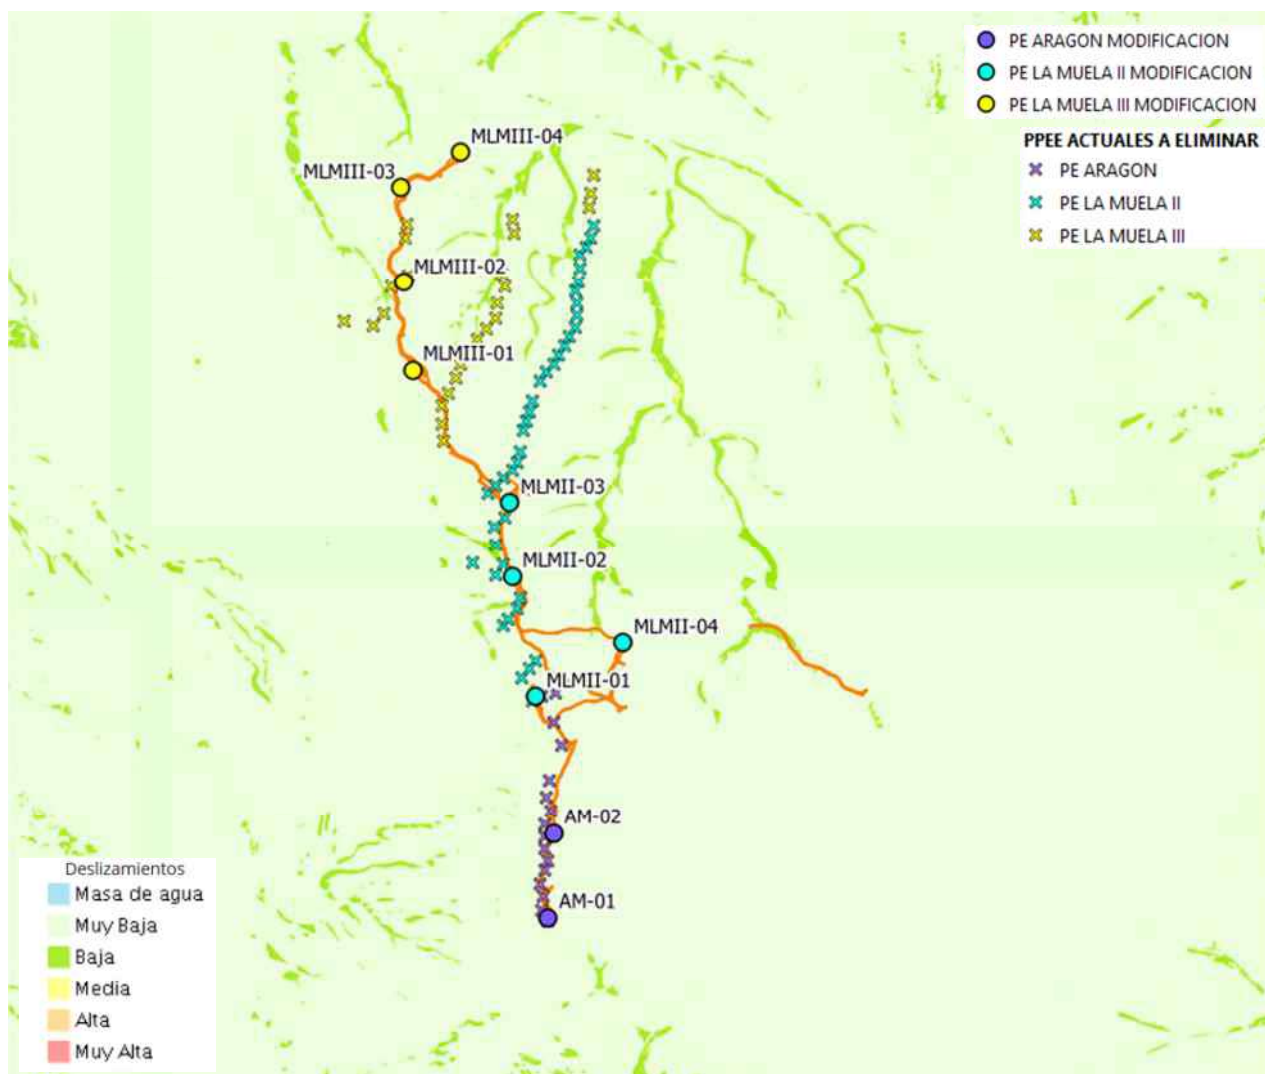 PE ARAGON MODIFICACION
PE LA MUELA II MODIFICACION
PE LA MUELA III MODIFICACION
PPEE ACTUALES A ELIMINAR
PE ARAGON
PE LA MUELA II
PE LA MUELA III
MLMIII-04
MLMIII-03
MLMIII-02
MLMIII-01
MLMII-03
MLMII-02
MLMII-04
MLMII-01
AM-02
AM-01
Deslizamientos
Masa de agua
Muy Baja
Baja
Media
Alta
Muy Alta